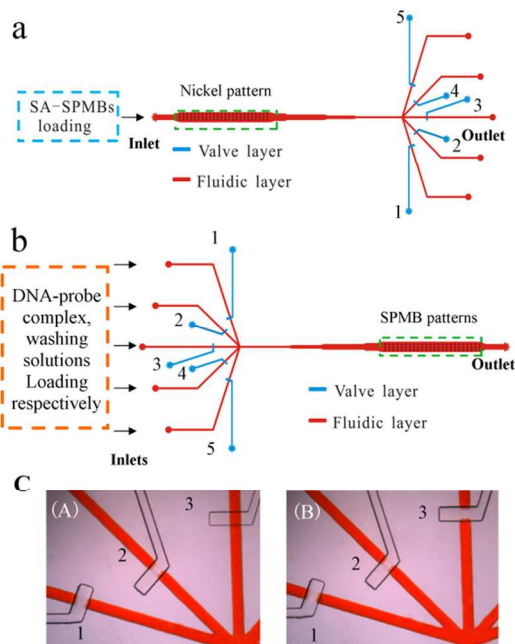 a
5
Nickel pattern
SA-SPMBs
loading
4
3
Inlet
Outlet
2
Valve layer
Fluidic layer
1
b
1
DNA-probe
complex,
washing
solutions
Loading
respectively
2
SPMB patterns
3
4
Outlet
Valve layer
Fluidic layer
5
Inlets
C
(A)
3
2
1
(B)
3
2
1